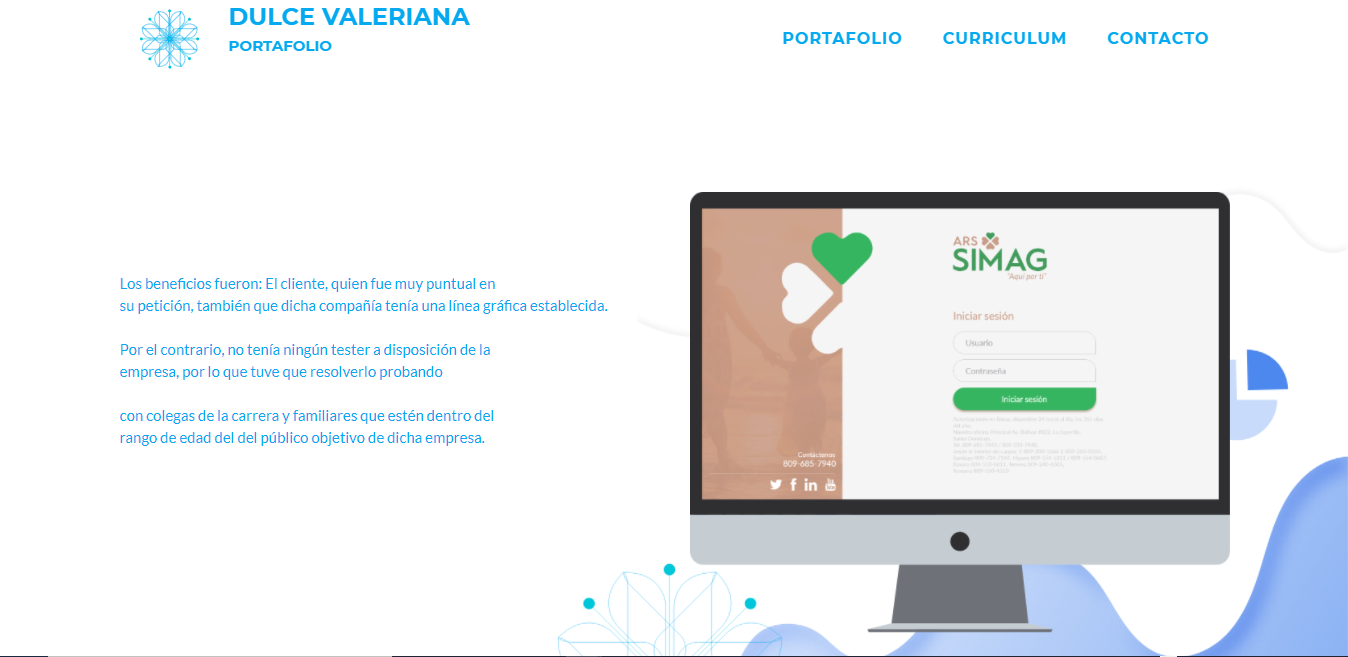 DULCE VALERIANA
PORTAFOLIO
PORTAFOLIO CURRICULUM CONTACTO
Los beneficios fueron: El cliente, quien fue muy puntual en
su petición, también que dicha compañía tenía una línea gráfica establecida.
Por el contrario, no tenía ningún tester a disposición de la
empresa, por lo que tuve que resolverlo probando
con colegas de la carrera y familiares que estén dentro del
rango de edad del del público objetivo de dicha empresa.
ARS
SIMAG
"Aquí por ti"
Iniciar sesión
Usuario
Contraseña
Iniciar sesión
Contáctenos
809-685-7940